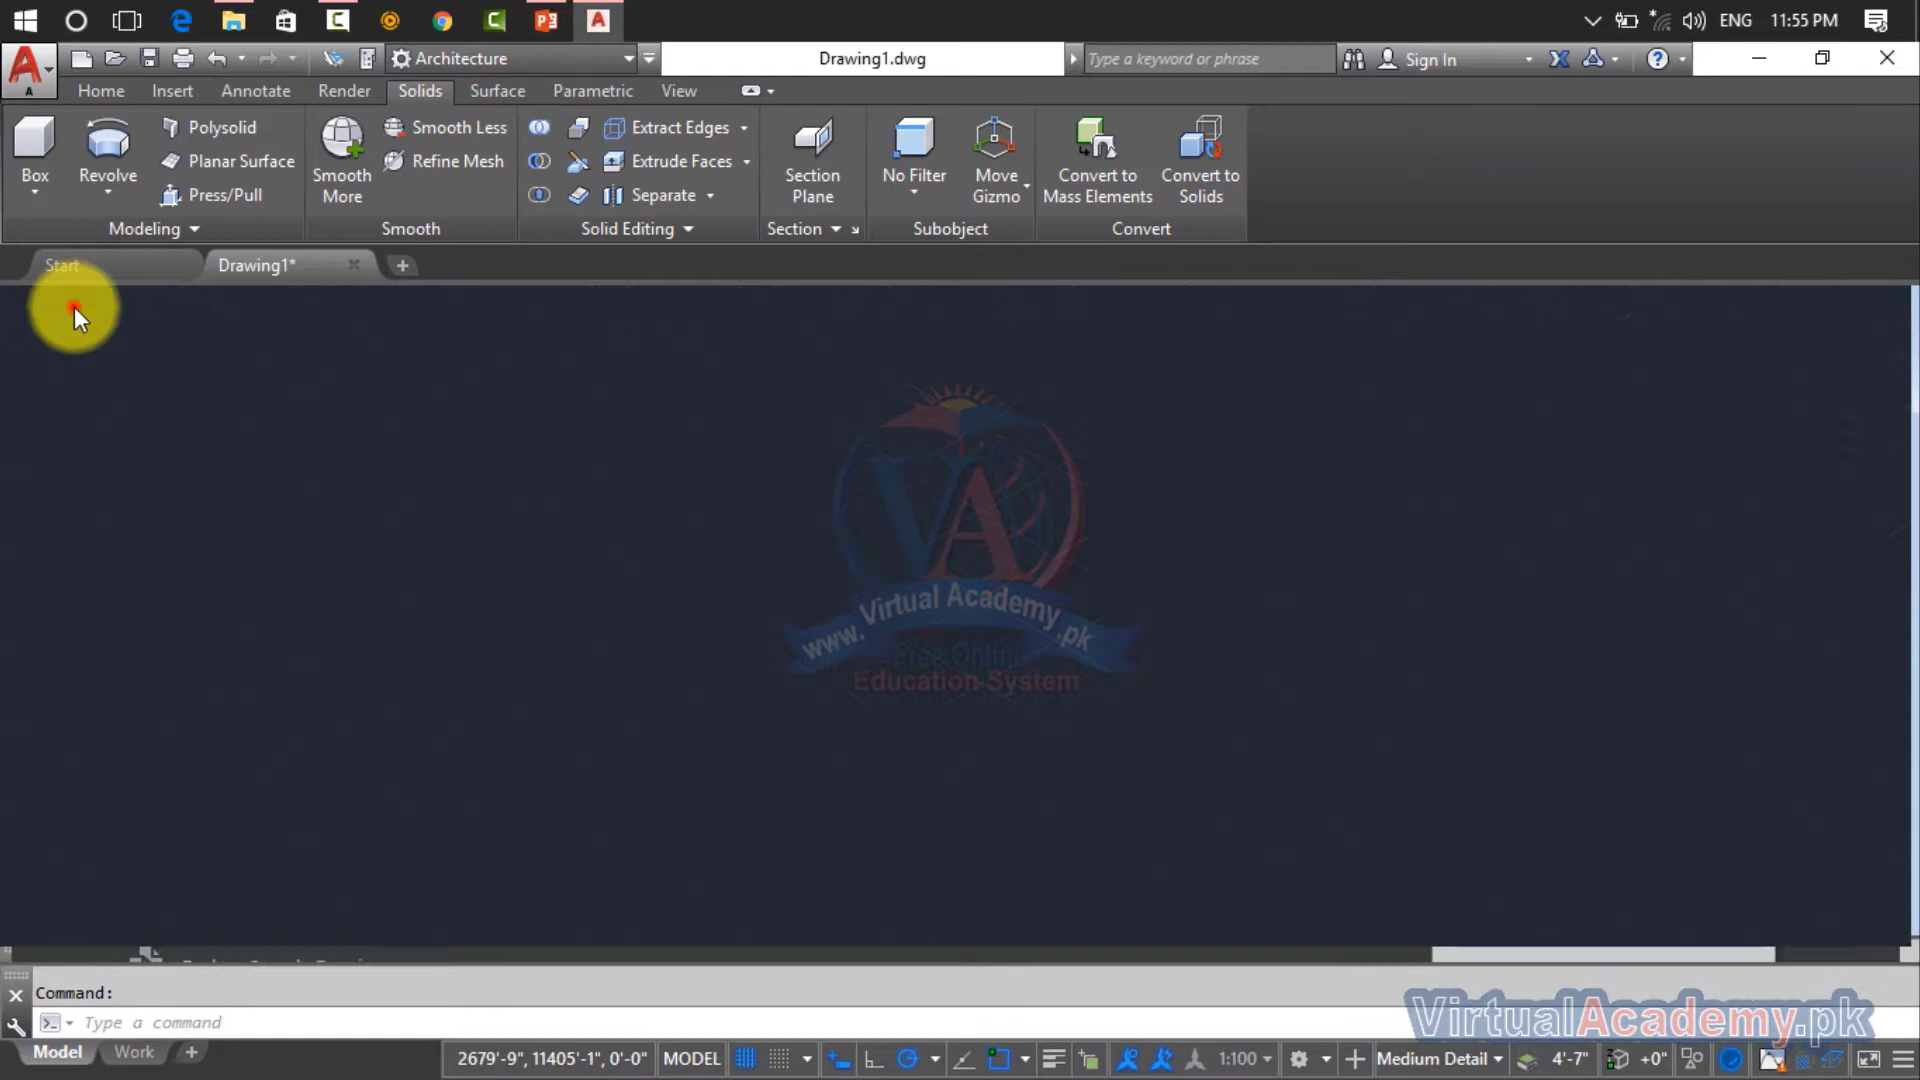 ENG 11:55 PM
Architecture Drawing1.dwg Type a keyword or phrase Sign In
A
Home Insert Annotate Render Solids Surface Parametric View
Box Revolve Polysolid Planar Surface Press/Pull
Smooth More Smooth Less Refine Mesh
Extract Edges Extrude Faces Separate
Section Plane No Filter Move Gizmo
Convert to Mass Elements Convert to Solids
Modeling Smooth Solid Editing Section Subobject Convert
Start Drawing1*
VA
www. Virtual Academy .pk
Free Online
Education System
Command:
Type a command
VirtualAcademy.pk
Model Work 2679'-9", 11405'-1", 0'-0" MODEL 1:100 Medium Detail 4'-7" +0"